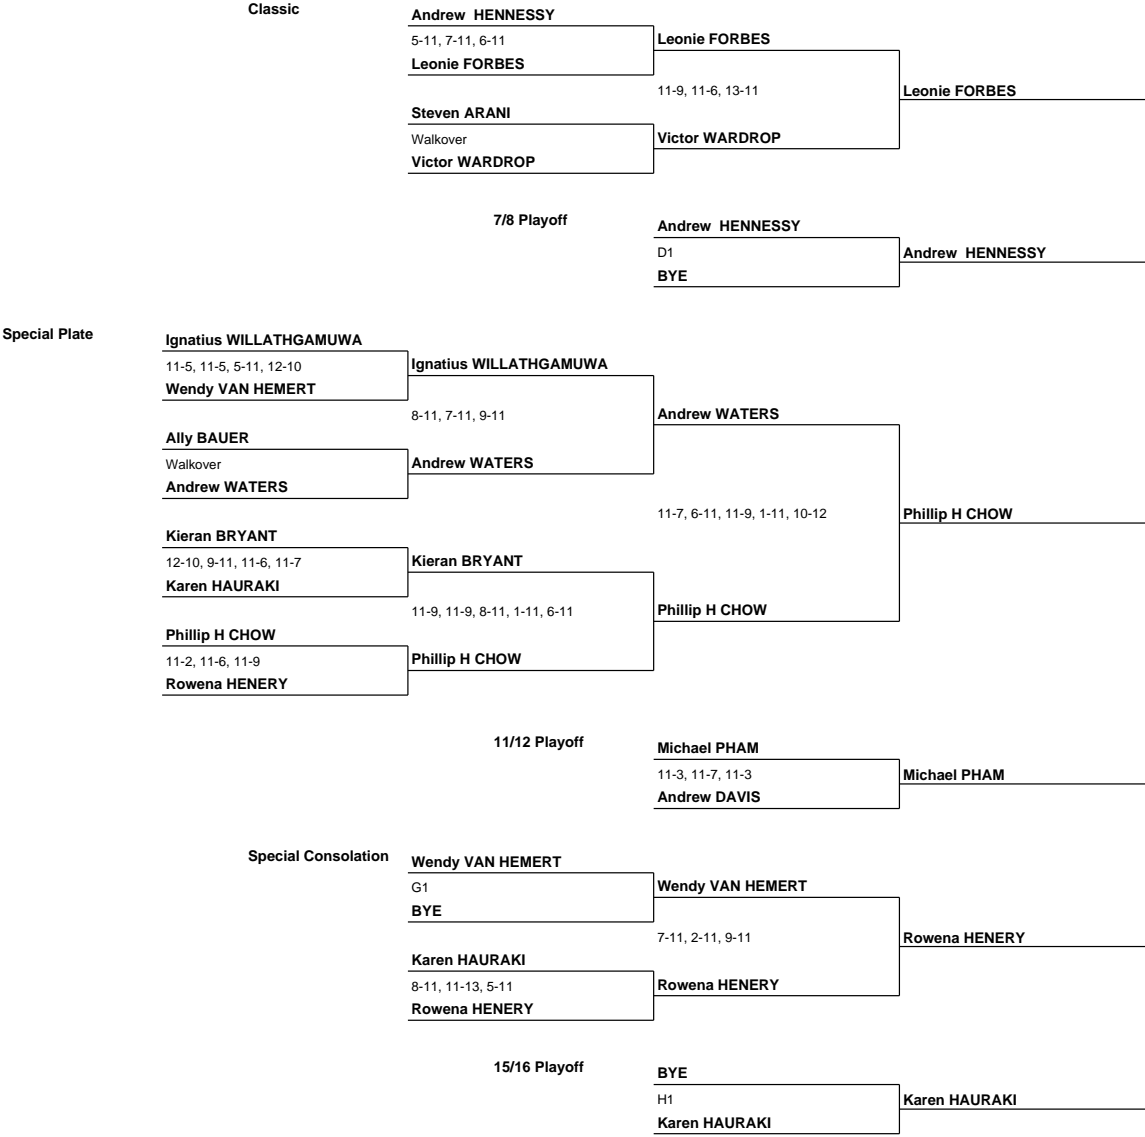 Classic
Andrew  HENNESSY
5-11, 7-11, 6-11
Leonie FORBES
Leonie FORBES
11-9, 11-6, 13-11
Leonie FORBES
Steven ARANI
Walkover
Victor WARDROP
Victor WARDROP
7/8 Playoff
Andrew  HENNESSY
D1
BYE
Andrew  HENNESSY
Special Plate
Ignatius WILLATHGAMUWA
11-5, 11-5, 5-11, 12-10
Wendy VAN HEMERT
Ignatius WILLATHGAMUWA
8-11, 7-11, 9-11
Andrew WATERS
Ally BAUER
Walkover
Andrew WATERS
Andrew WATERS
11-7, 6-11, 11-9, 1-11, 10-12
Phillip H CHOW
Kieran BRYANT
12-10, 9-11, 11-6, 11-7
Karen HAURAKI
Kieran BRYANT
11-9, 11-9, 8-11, 1-11, 6-11
Phillip H CHOW
Phillip H CHOW
11-2, 11-6, 11-9
Rowena HENERY
Phillip H CHOW
11/12 Playoff
Michael PHAM
11-3, 11-7, 11-3
Andrew DAVIS
Michael PHAM
Special Consolation
Wendy VAN HEMERT
G1
BYE
Wendy VAN HEMERT
7-11, 2-11, 9-11
Rowena HENERY
Karen HAURAKI
8-11, 11-13, 5-11
Rowena HENERY
Rowena HENERY
15/16 Playoff
BYE
H1
Karen HAURAKI
Karen HAURAKI